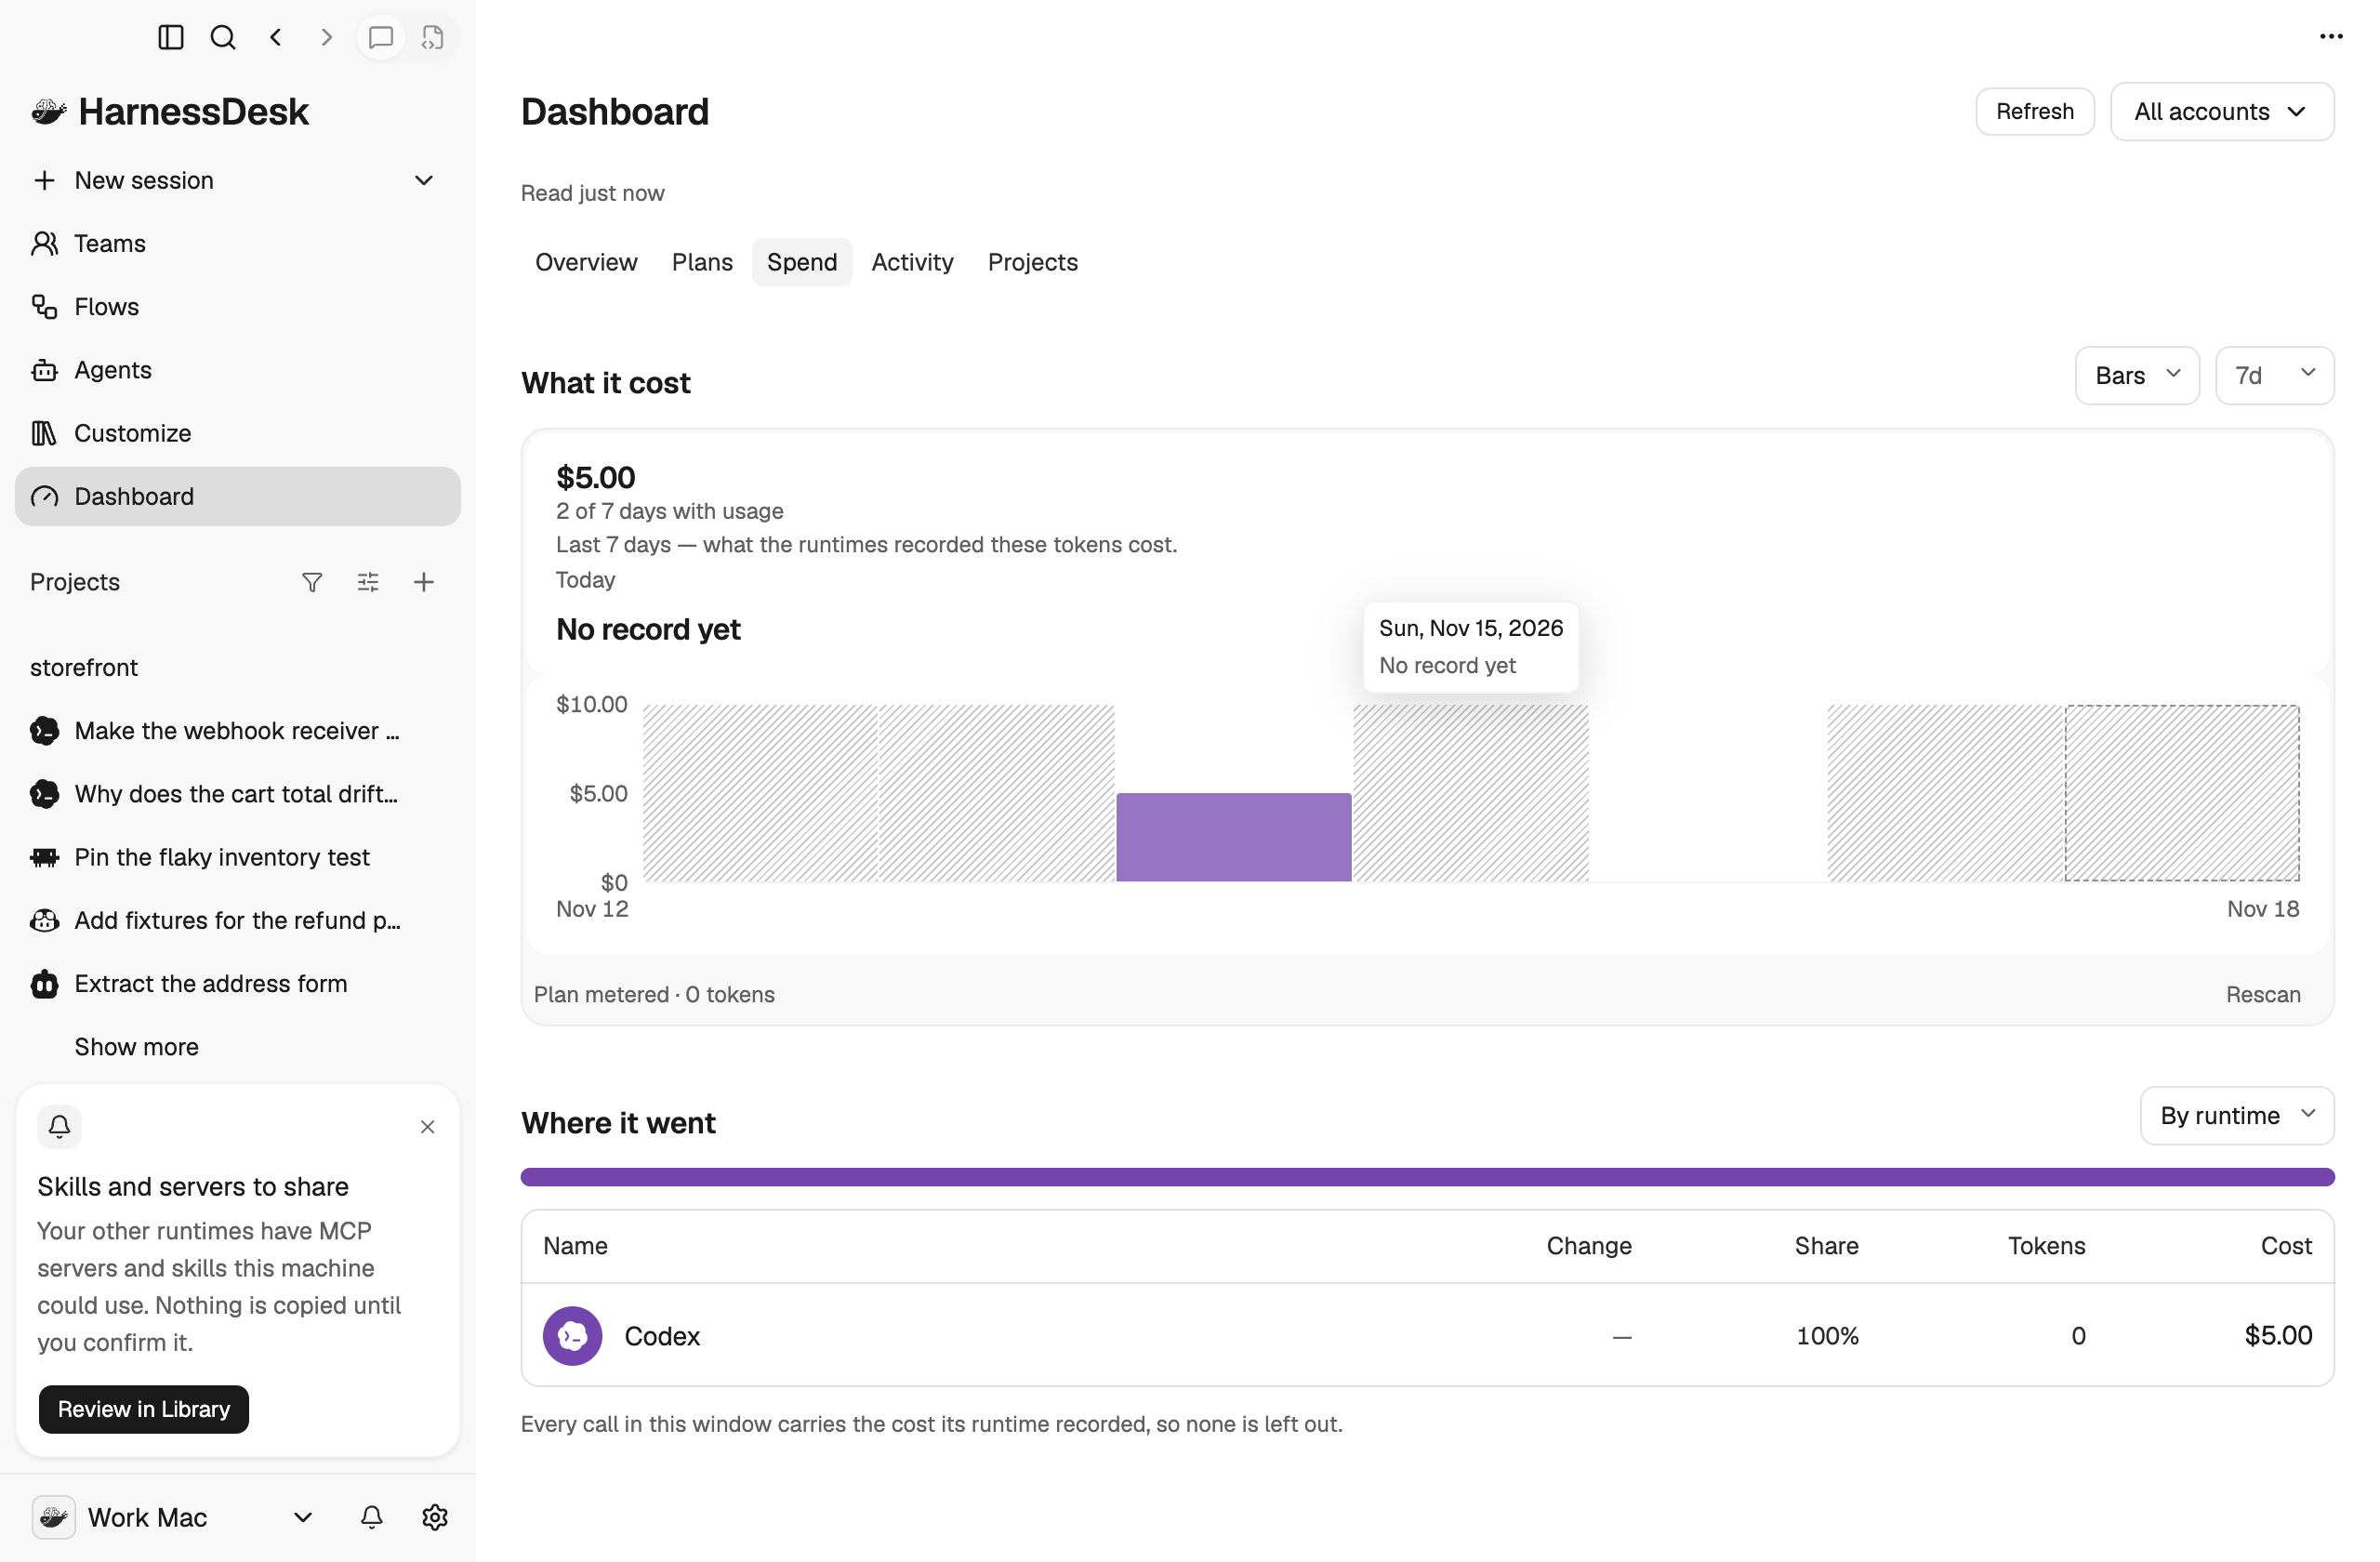 HarnessDesk
New session
Teams
Flows
Agents
Customize
Dashboard
Projects
storefront
Make the webhook receiver ...
Why does the cart total drift...
Pin the flaky inventory test
Add fixtures for the refund p...
Extract the address form
Show more
Skills and servers to share
Your other runtimes have MCP
servers and skills this machine
could use. Nothing is copied until
you confirm it.
Review in Library
Work Mac
Dashboard
Refresh
All accounts
Read just now
Overview
Plans
Spend
Activity
Projects
What it cost
Bars
7d
$5.00
2 of 7 days with usage
Last 7 days — what the runtimes recorded these tokens cost.
Today
No record yet
Sun, Nov 15, 2026
No record yet
$10.00
$5.00
$0
Nov 12
Nov 18
Plan metered · 0 tokens
Rescan
Where it went
By runtime
Name Change Share Tokens Cost
Codex — 100% 0 $5.00
Every call in this window carries the cost its runtime recorded, so none is left out.